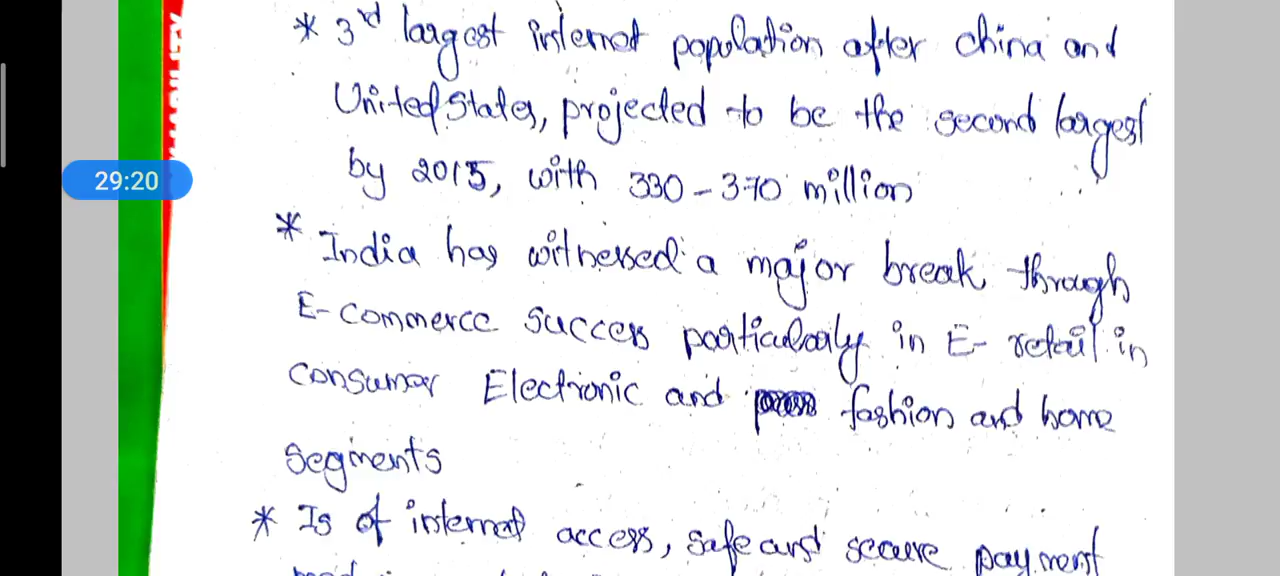 * 3rd largest internet population after china and
United States, projected to be the second largest
by 2015, with 330-370 million
29:20
* India has witnessed a major break through
E-commerce success particularly in E-retail in
consumar Electronic and fashion and home
segments
* Is of internet access, safe and secure payment